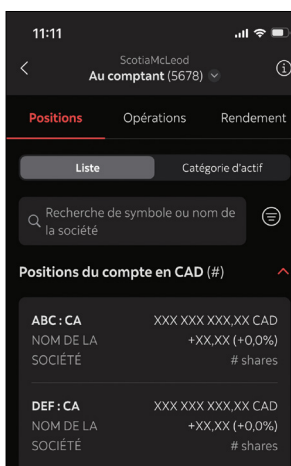 11:11
ScotiaMcLeod
Au comptant (5678)
Positions Opérations Rendement
Liste Catégorie d'actif
Recherche de symbole ou nom de
la société
Positions du compte en CAD (#)
ABC : CA XXX XXX XXX,XX CAD
NOM DE LA +XX,XX (+0,0%)
SOCIÉTÉ # shares
DEF : CA XXX XXX XXX,XX CAD
NOM DE LA +XX,XX (+0,0%)
SOCIÉTÉ # shares